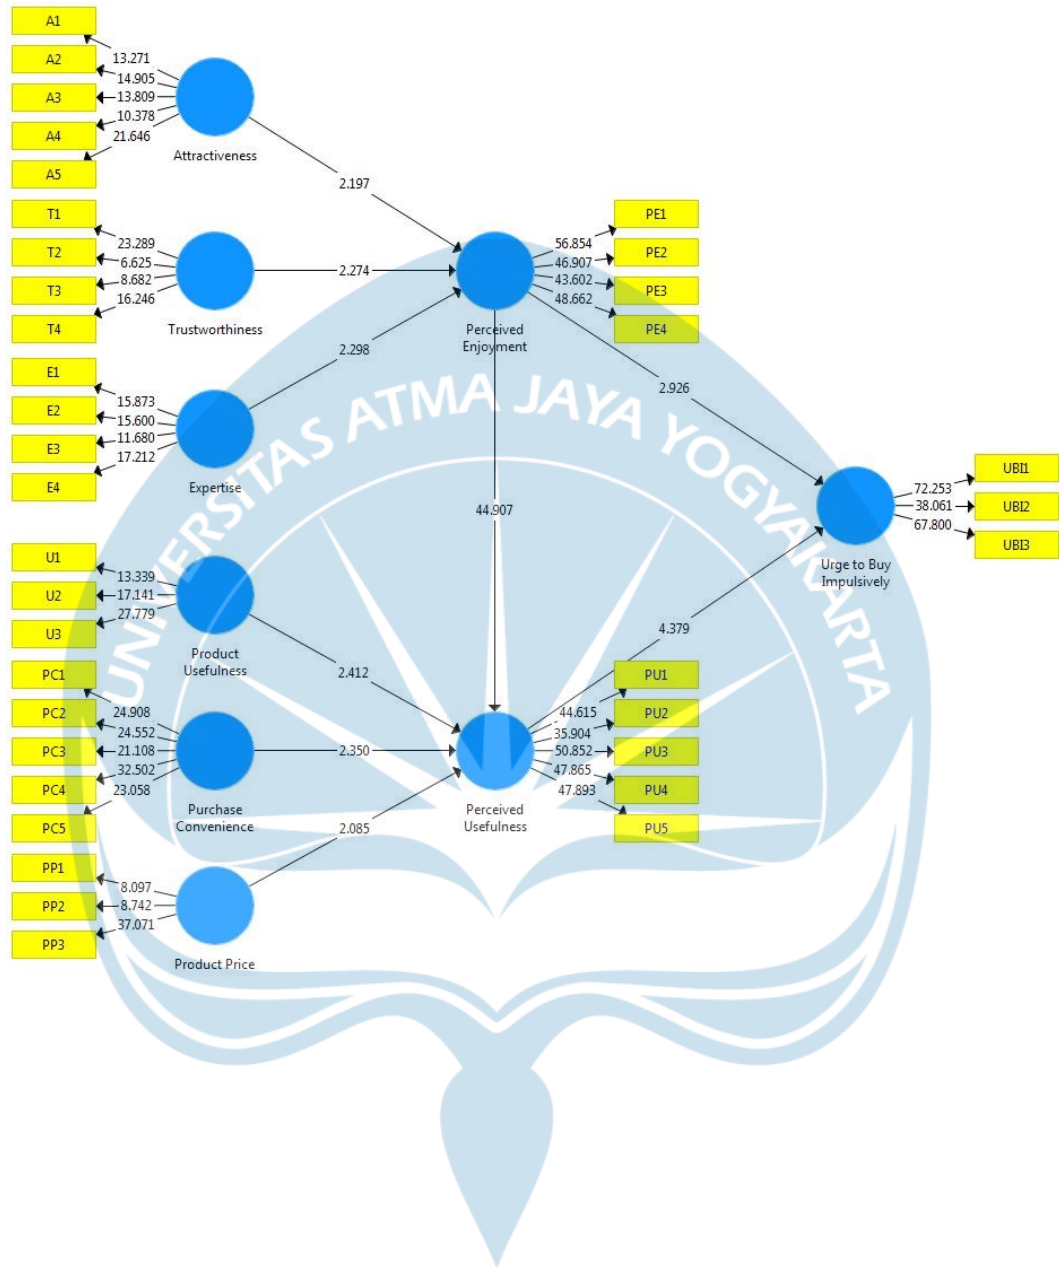 A1
A2
A3
A4
A5
13.271
14.905
13.809
10.378
21.646
Attractiveness
2.197
T1
T2
T3
T4
23.289
6.625
8.682
16.246
Trustworthiness
2.274
PE1
PE2
PE3
PE4
56.854
46.907
43.602
48.662
Perceived
Enjoyment
E1
E2
E3
E4
15.873
15.600
11.680
17.212
Expertise
2.298
2.926
UNIVERSITAS ATMA JAYA YOGYAKARTA
44.907
UBI1
UBI2
UBI3
72.253
38.061
67.800
Urge to Buy
Impulsively
U1
U2
U3
13.339
17.141
27.779
Product
Usefulness
2.412
4.379
PC1
PC2
PC3
PC4
PC5
24.908
24.552
21.108
32.502
23.058
Purchase
Convenience
2.350
PU1
PU2
PU3
PU4
PU5
44.615
35.904
50.852
47.865
47.893
Perceived
Usefulness
PP1
PP2
PP3
8.097
8.742
37.071
Product Price
2.085